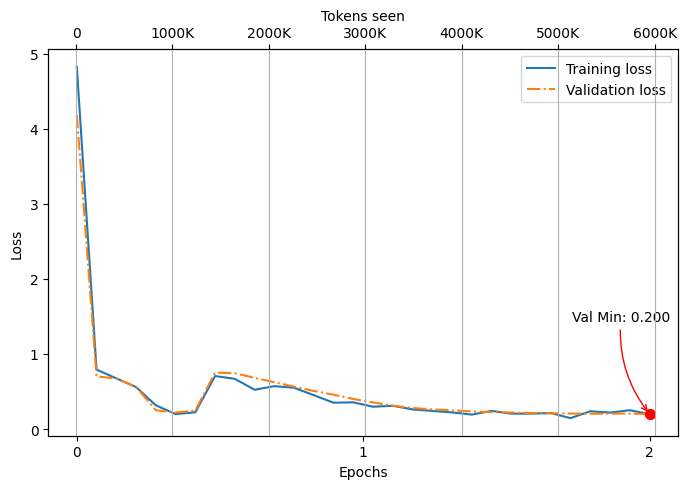 Tokens seen
0 1000K 2000K 3000K 4000K 5000K 6000K
5
Training loss
Validation loss
4
3
Loss
2
Val Min: 0.200
1
0
0 1 2
Epochs